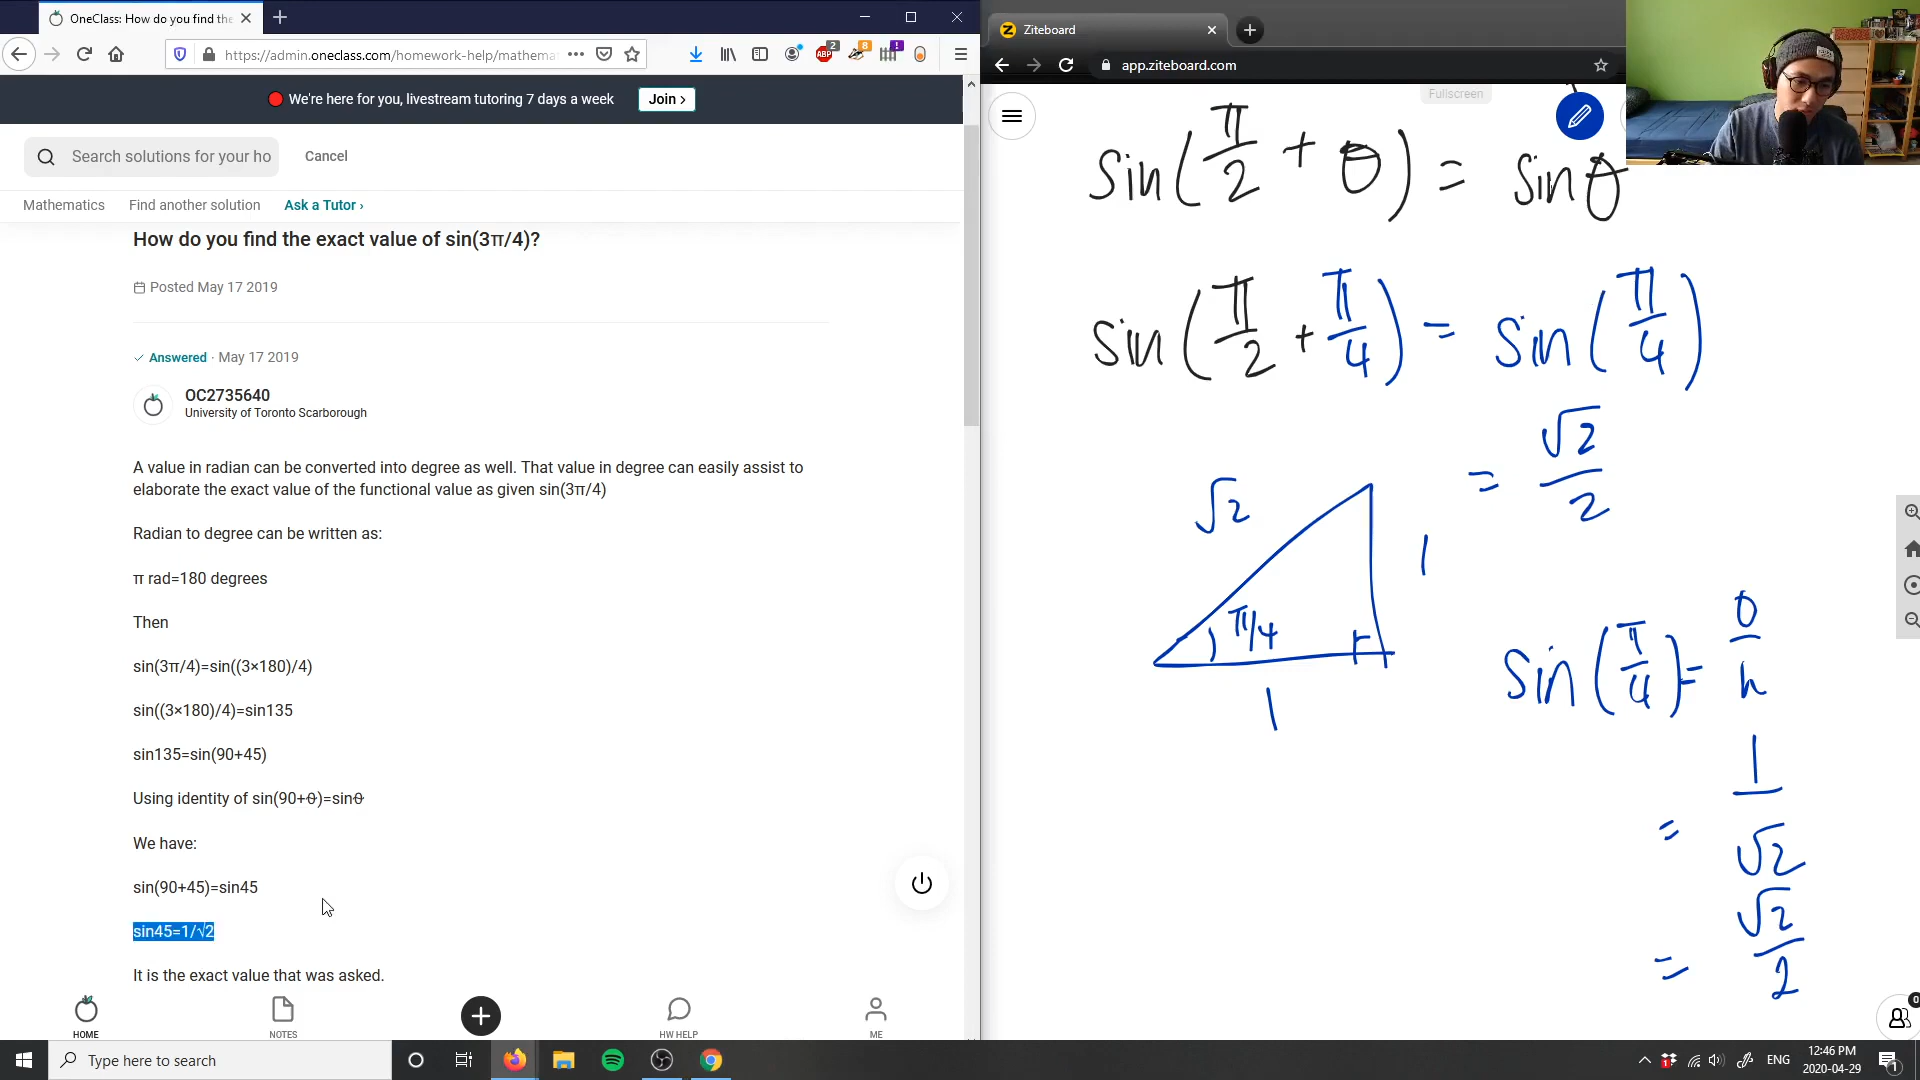 OneClass: How do you find the
https://admin.oneclass.com/homework-help/mathema
ABP
2
8
!
We're here for you, livestream tutoring 7 days a week
Join ›
Search solutions for your ho
Cancel
Mathematics
Find another solution
Ask a Tutor ›
How do you find the exact value of sin(3π/4)?
Posted May 17 2019
Answered · May 17 2019
OC2735640
University of Toronto Scarborough
A value in radian can be converted into degree as well. That value in degree can easily assist to
elaborate the exact value of the functional value as given sin(3π/4)
Radian to degree can be written as:
π rad=180 degrees
Then
sin(3π/4)=sin((3×180)/4)
sin((3×180)/4)=sin135
sin135=sin(90+45)
Using identity of sin(90+θ)=sinθ
We have:
sin(90+45)=sin45
sin45=1/√2
It is the exact value that was asked.
HOME
NOTES
HW HELP
ME
Ziteboard
app.ziteboard.com
Fullscreen
sin(π/2 + θ) = sinθ
sin(π/2 + π/4) = sin(π/4)
= √2/2
√2
1
π/4
1
sin(π/4) = o/h
= 1/√2
= √2/2
0
Type here to search
ENG
12:46 PM
2020-04-29
1